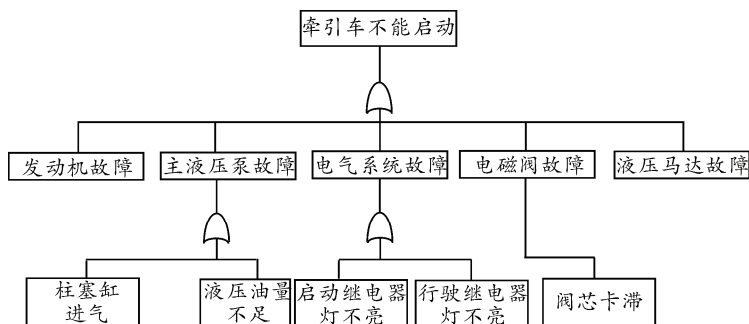 牵引车不能启动
发动机故障
主液压泵故障
电气系统故障
电磁阀故障
液压马达故障
柱塞缸
进气
液压油量
不足
启动继电器
灯不亮
行驶继电器
灯不亮
阀芯卡滞